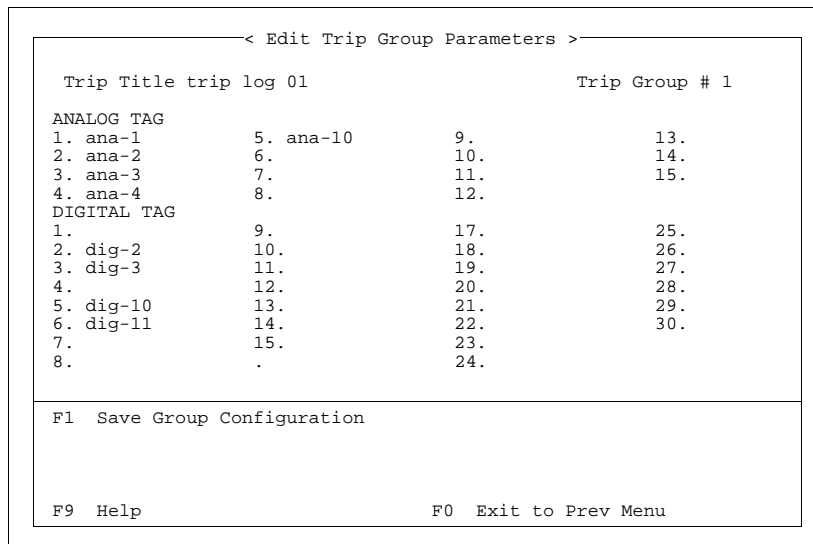 < Edit Trip Group Parameters >
Trip Title trip log 01 Trip Group # 1
ANALOG TAG
1. ana-1 5. ana-10 9. 13.
2. ana-2 6. 10. 14.
3. ana-3 7. 11. 15.
4. ana-4 8. 12.
DIGITAL TAG
1. 9. 17. 25.
2. dig-2 10. 18. 26.
3. dig-3 11. 19. 27.
4. 12. 20. 28.
5. dig-10 13. 21. 29.
6. dig-11 14. 22. 30.
7. 15. 23.
8. . 24.
F1 Save Group Configuration
F9 Help F0 Exit to Prev Menu